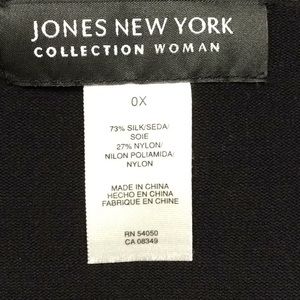 JONES NEW YORK
COLLECTION WOMAN
0X
73% SILK/SEDA/
SOIE
27% NYLON/
NILON POLIAMIDA/
NYLON
MADE IN CHINA
HECHO EN CHINA
FABRIQUE EN CHINE
RN 54050
CA 08349